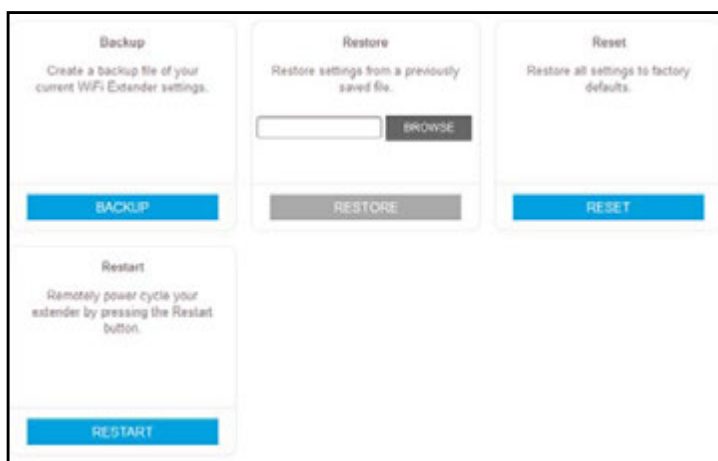 Backup
Create a backup file of your
current WiFi Extender settings.
BACKUP
Restore
Restore settings from a previously
saved file.
BROWSE
RESTORE
Reset
Restore all settings to factory
defaults.
RESET
Restart
Remotely power cycle your
extender by pressing the Restart
button.
RESTART